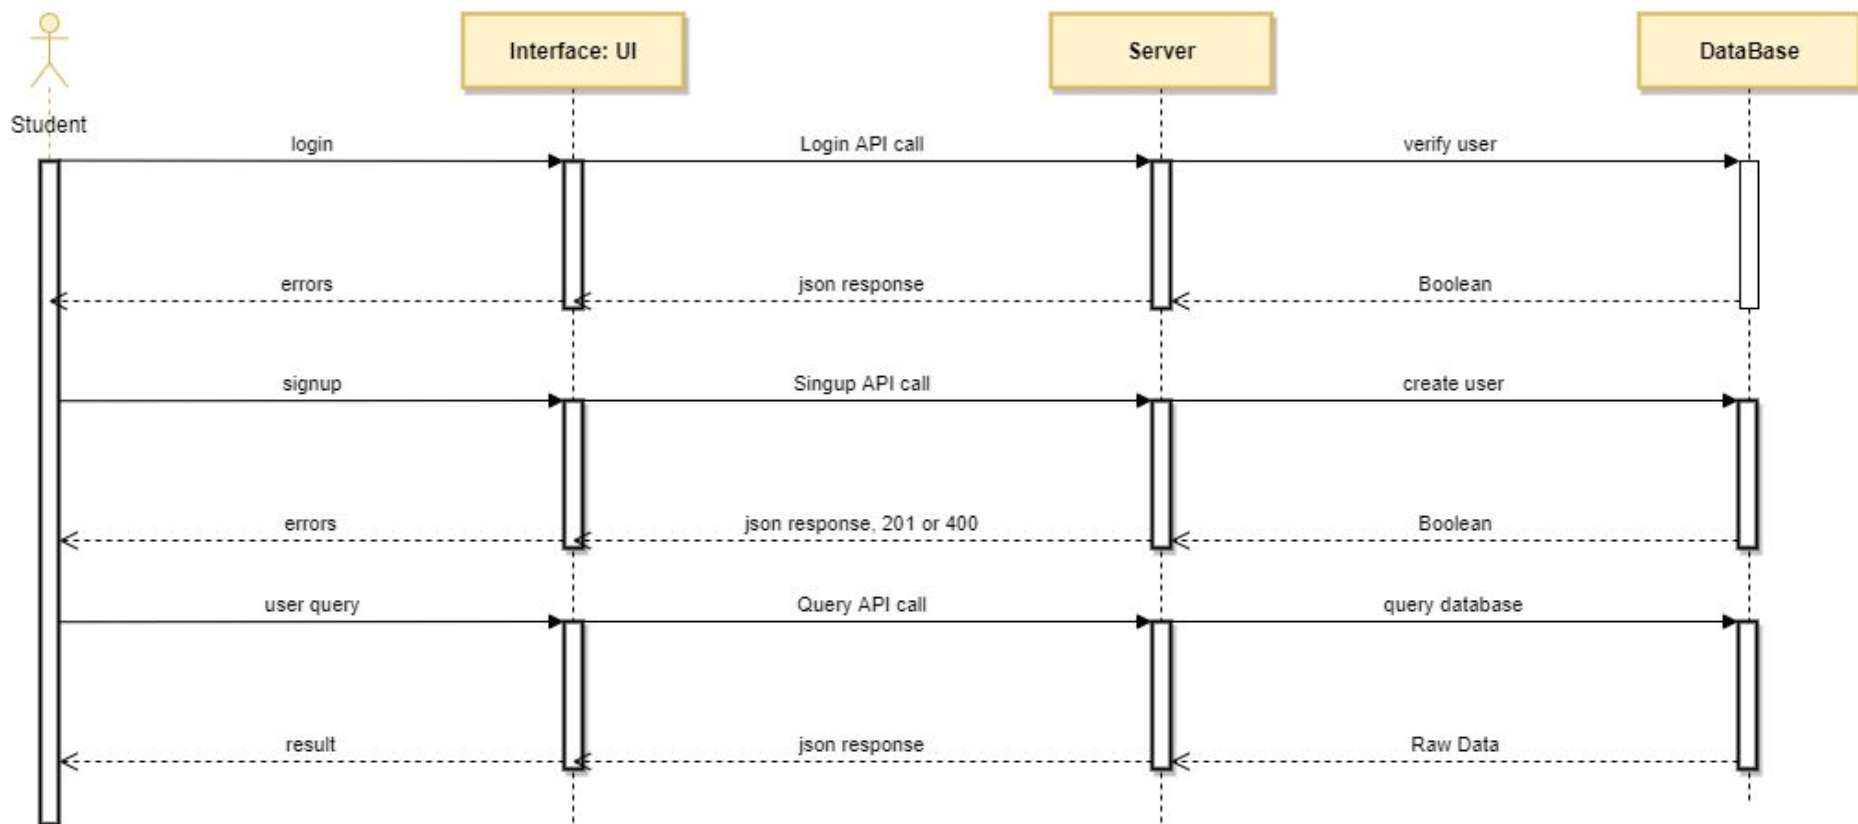 Interface: UI
Server
DataBase
Student
login
Login API call
verify user
errors
json response
Boolean
signup
Singup API call
create user
errors
json response, 201 or 400
Boolean
user query
Query API call
query database
result
json response
Raw Data